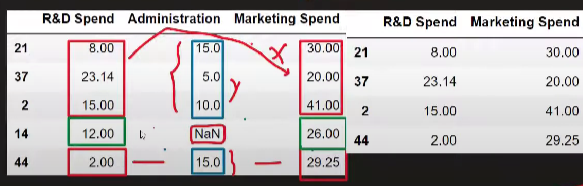 R&D Spend Administration Marketing Spend
21 8.00 15.0 30.00
37 23.14 5.0 20.00
2 15.00 10.0 41.00
14 12.00 NaN 26.00
44 2.00 15.0 29.25
X
y
R&D Spend Marketing Spend
21 8.00 30.00
37 23.14 20.00
2 15.00 41.00
44 2.00 29.25